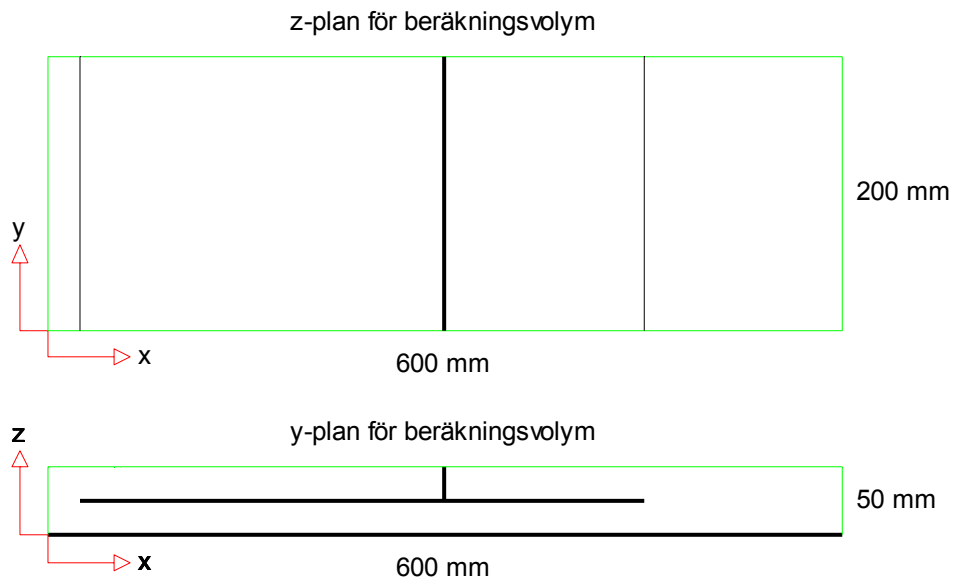 z-plan för beräkningsvolym
200 mm
y
x
600 mm
y-plan för beräkningsvolym
z
50 mm
x
600 mm